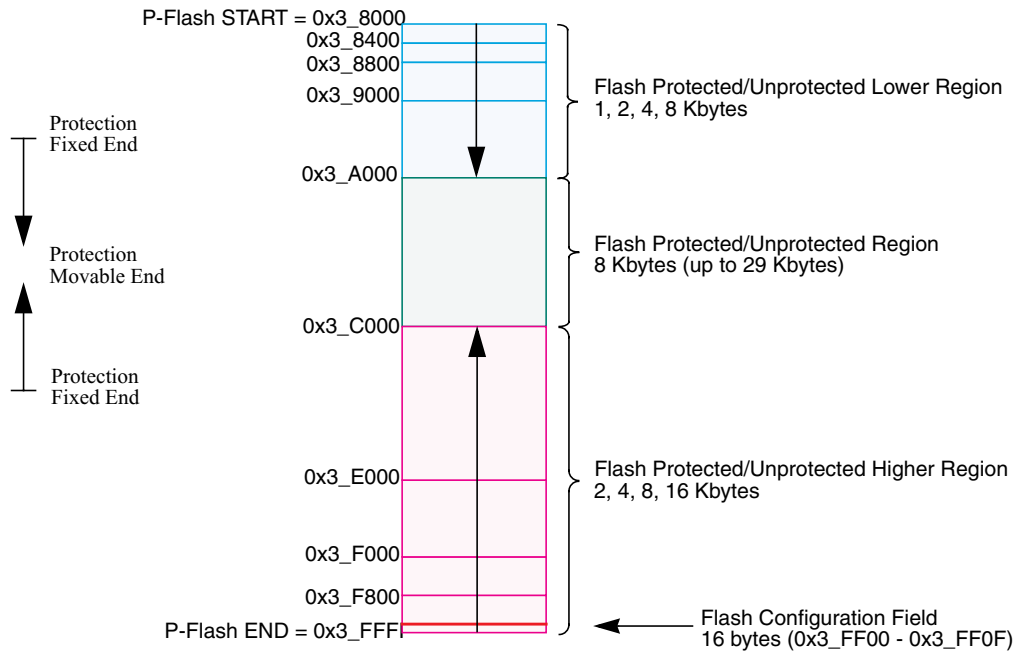 P-Flash START = 0x3_8000
0x3_8400
0x3_8800
0x3_9000
Flash Protected/Unprotected Lower Region
1, 2, 4, 8 Kbytes
Protection
Fixed End
0x3_A000
Protection
Movable End
Flash Protected/Unprotected Region
8 Kbytes (up to 29 Kbytes)
0x3_C000
Protection
Fixed End
0x3_E000
Flash Protected/Unprotected Higher Region
2, 4, 8, 16 Kbytes
0x3_F000
0x3_F800
P-Flash END = 0x3_FFF
Flash Configuration Field
16 bytes (0x3_FF00 - 0x3_FF0F)